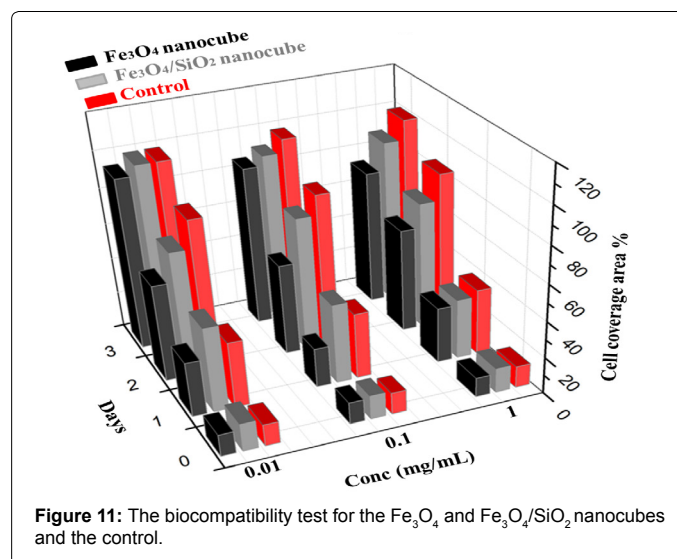 Fe₃O₄ nanocube
Fe₃O₄/SiO₂ nanocube
Control
120
100
80
60
40
20
0
Cell coverage area %
3
2
1
0
Days
0.01
0.1
1
Conc (mg/mL)
Figure 11: The biocompatibility test for the Fe₃O₄ and Fe₃O₄/SiO₂ nanocubes
and the control.